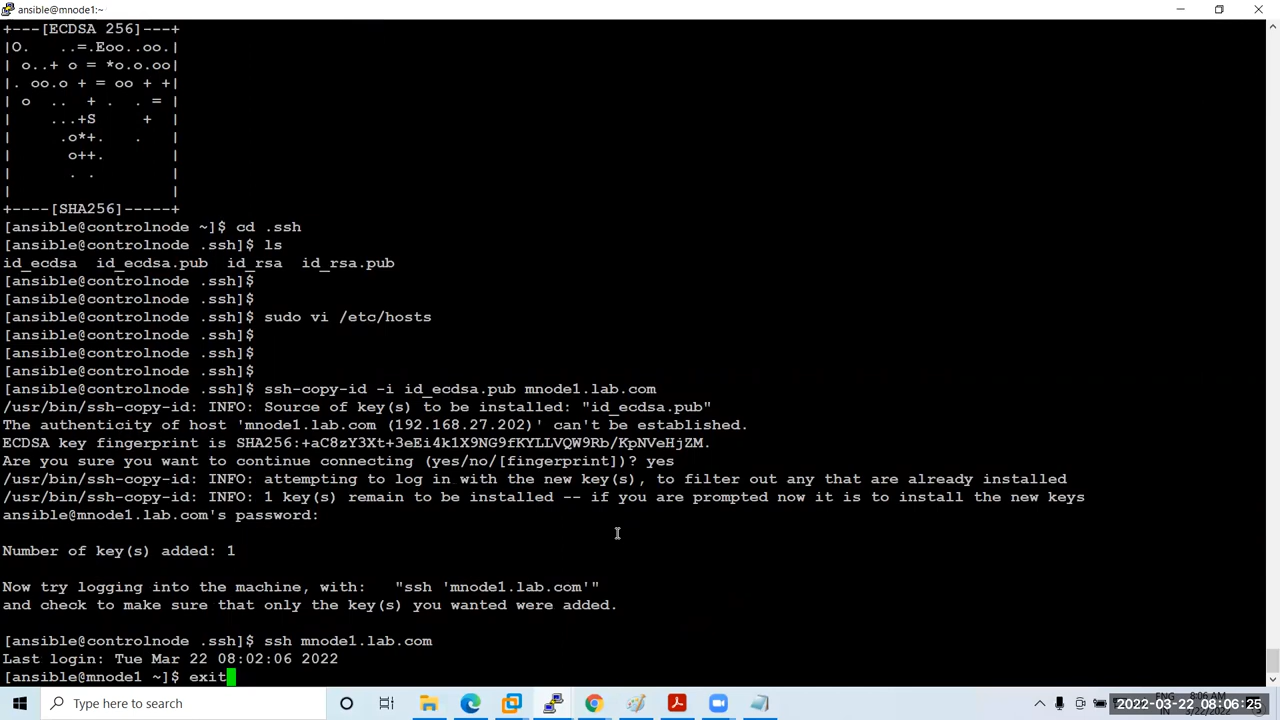 ansible@mnode1:~
+---[ECDSA 256]---+
|O.    ..=.Eoo..oo.|
| o..+ o = *o.o.oo|
|. oo.o + = oo + +|
| o  ..  + .  . = |
|    ...+S      + |
|     .o*+.   .   |
|      o++.       |
|      . .        |
|                 |
+----[SHA256]-----+
[ansible@controlnode ~]$ cd .ssh
[ansible@controlnode .ssh]$ ls
id_ecdsa  id_ecdsa.pub  id_rsa  id_rsa.pub
[ansible@controlnode .ssh]$
[ansible@controlnode .ssh]$
[ansible@controlnode .ssh]$ sudo vi /etc/hosts
[ansible@controlnode .ssh]$
[ansible@controlnode .ssh]$
[ansible@controlnode .ssh]$
[ansible@controlnode .ssh]$ ssh-copy-id -i id_ecdsa.pub mnode1.lab.com
/usr/bin/ssh-copy-id: INFO: Source of key(s) to be installed: "id_ecdsa.pub"
The authenticity of host 'mnode1.lab.com (192.168.27.202)' can't be established.
ECDSA key fingerprint is SHA256:+aC8zY3Xt+3eEi4k1X9NG9fKYLLVQW9Rb/KpNVeHjZM.
Are you sure you want to continue connecting (yes/no/[fingerprint])? yes
/usr/bin/ssh-copy-id: INFO: attempting to log in with the new key(s), to filter out any that are already installed
/usr/bin/ssh-copy-id: INFO: 1 key(s) remain to be installed -- if you are prompted now it is to install the new keys
ansible@mnode1.lab.com's password:
Number of key(s) added: 1
Now try logging into the machine, with:   "ssh 'mnode1.lab.com'"
and check to make sure that only the key(s) you wanted were added.
[ansible@controlnode .ssh]$ ssh mnode1.lab.com
Last login: Tue Mar 22 08:02:06 2022
[ansible@mnode1 ~]$ exit
Type here to search
ENG
8:06 AM
2022-03-22 08:06:25